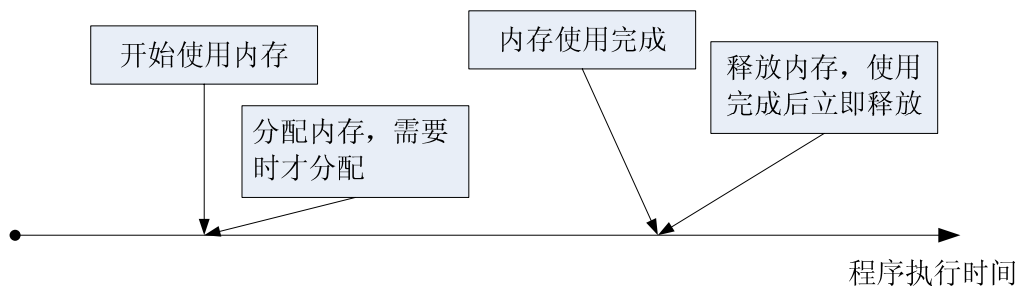 开始使用内存
分配内存，需要
时才分配
内存使用完成
释放内存，使用
完成后立即释放
程序执行时间